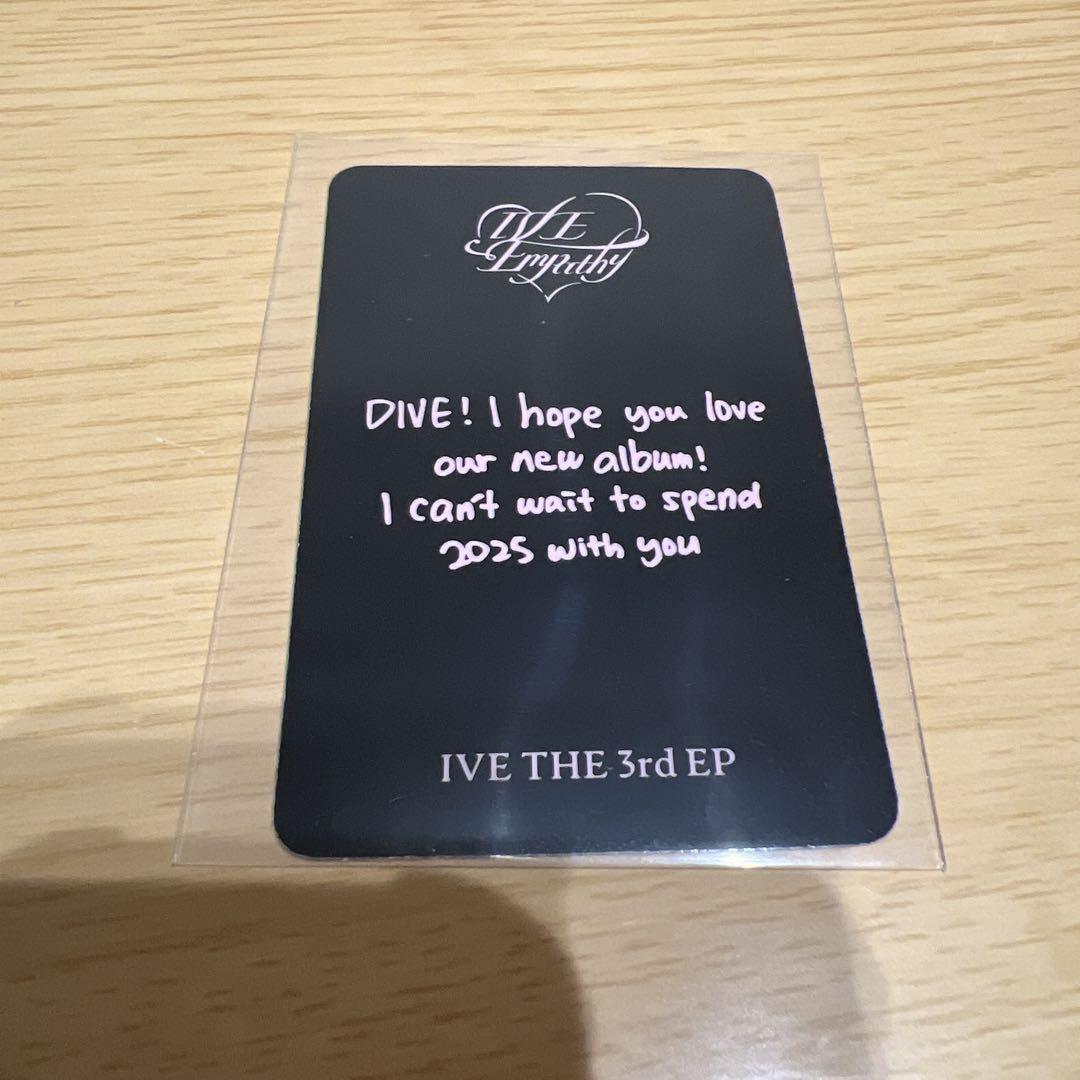 IVE
Empathy
DIVE! I hope you love
our new album!
I can't wait to spend
2025 with you
IVE THE 3rd EP